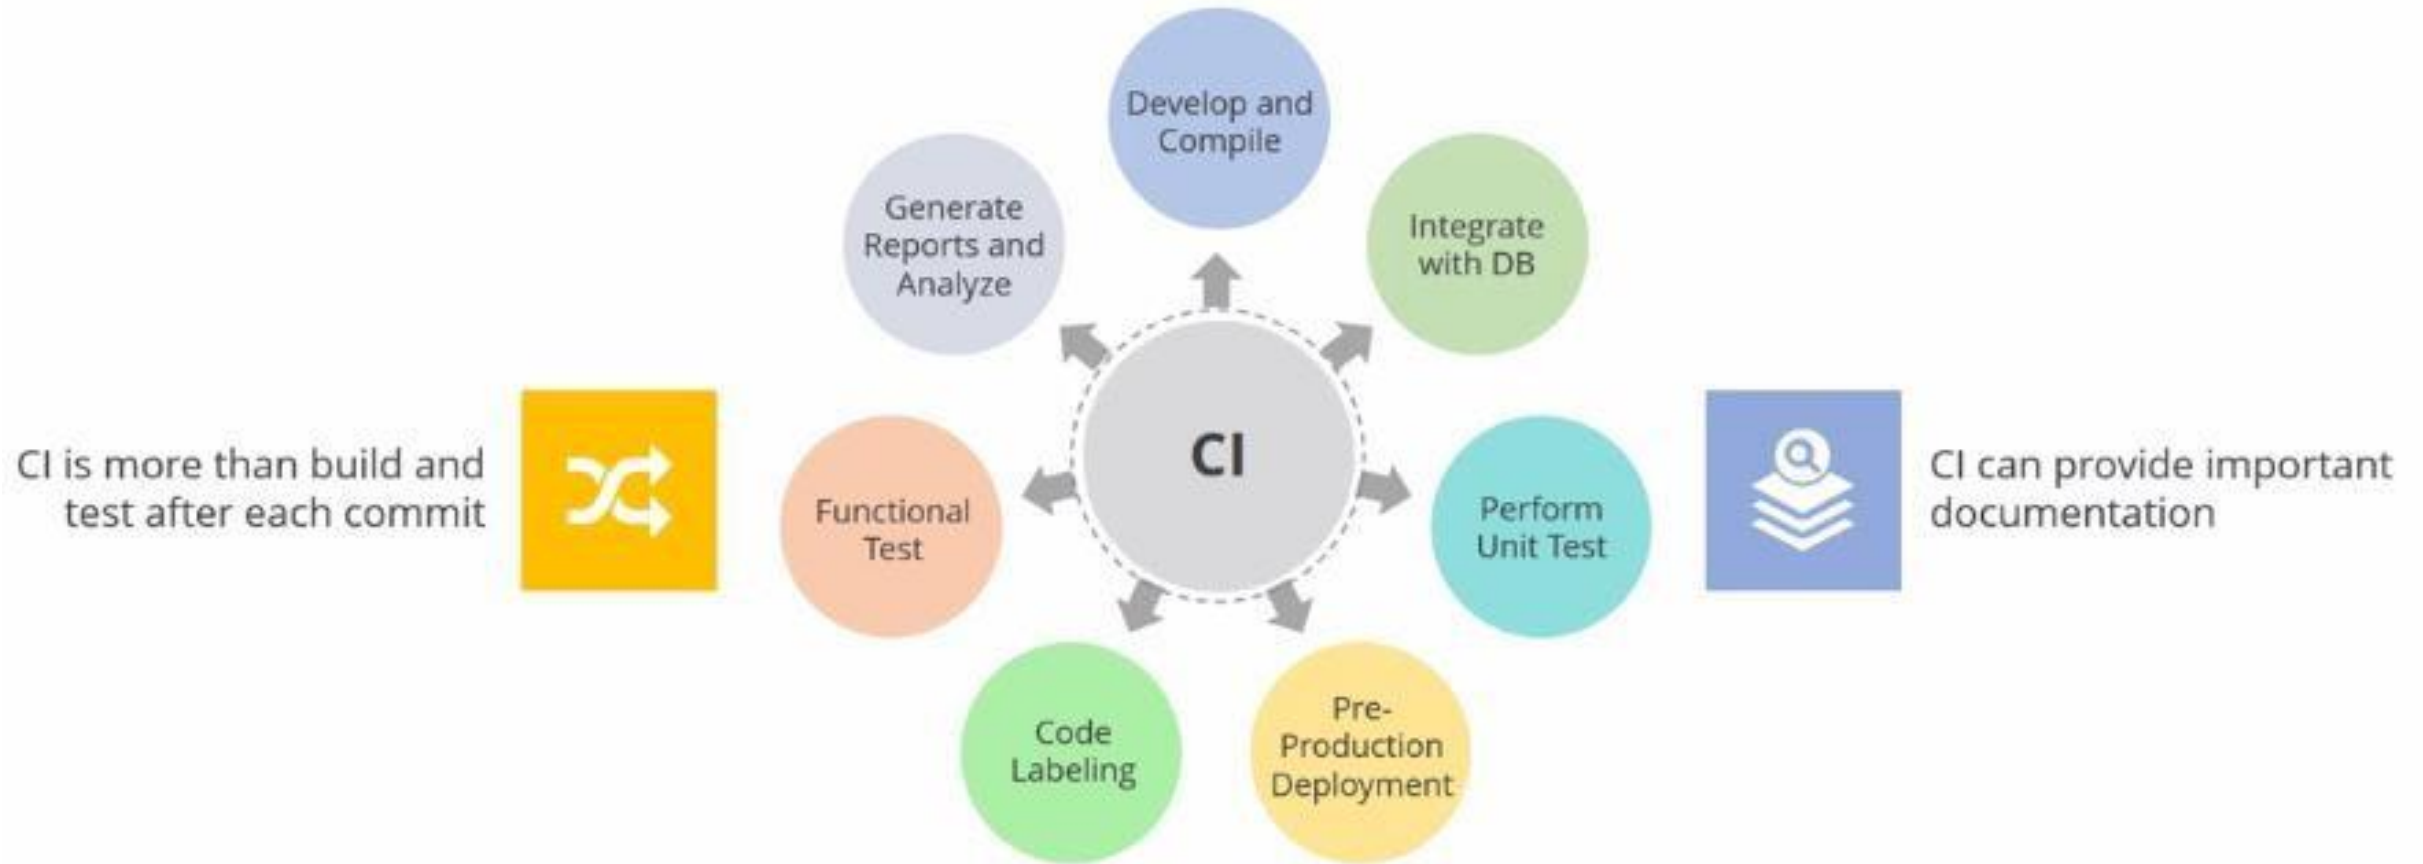 Develop and
Compile
Generate
Reports and
Analyze
Integrate
with DB
CI
CI is more than build and
test after each commit
Functional
Test
Perform
Unit Test
CI can provide important
documentation
Code
Labeling
Pre-
Production
Deployment